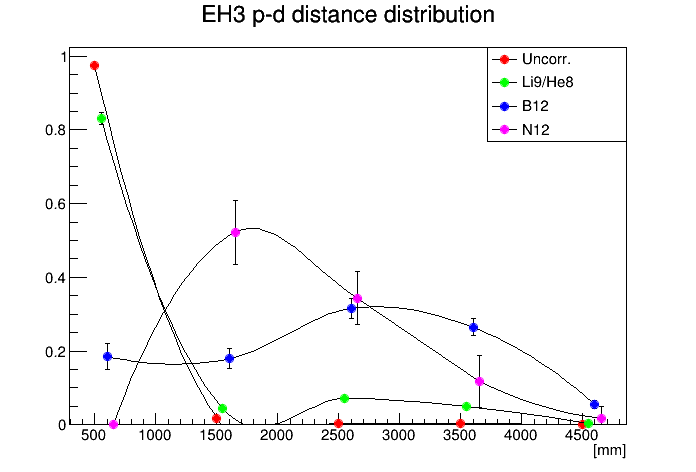 EH3 p-d distance distribution
1
0.8
0.6
0.4
0.2
0
Uncorr.
Li9/He8
B12
N12
500 1000 1500 2000 2500 3000 3500 4000 4500
[mm]